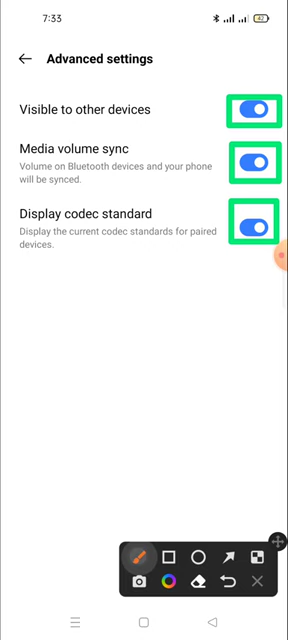 7:33
42
Advanced settings
Visible to other devices
Media volume sync
Volume on Bluetooth devices and your phone
will be synced.
Display codec standard
Display the current codec standards for paired
devices.